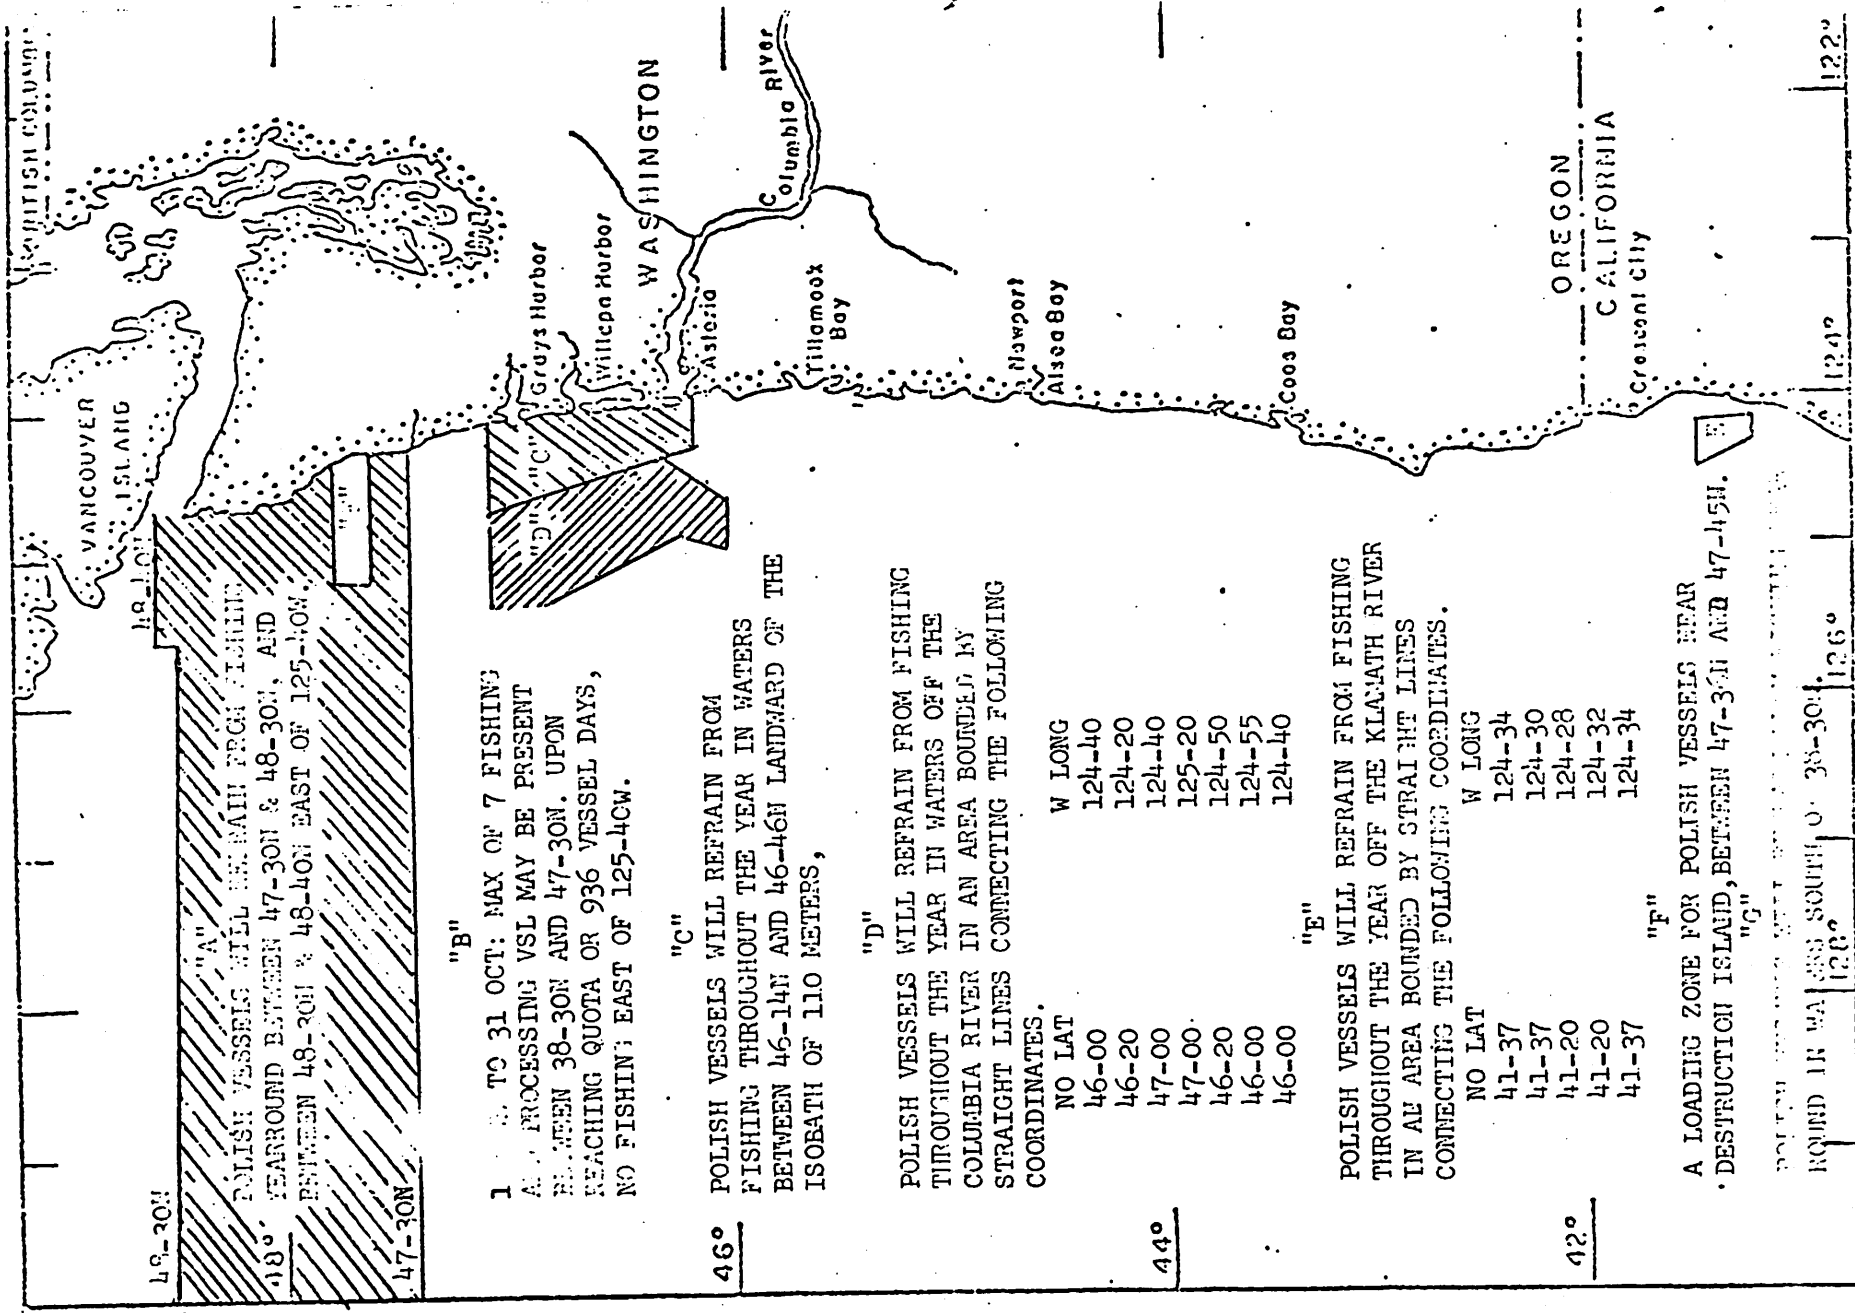 VANCOUVER
ISLAND
WASHINGTON
Columbia River
Grays Harbor
Willapa Harbor
Astoria
Tillamook
Bay
Newport
Alsea Bay
Coos Bay
OREGON
CALIFORNIA
Crescent City
48-30N
48°
47-30N
46°
44°
42°
128°
126°
124°
122°
"A"
POLISH VESSELS WILL REFRAIN FROM FISHING
YEARROUND BETWEEN 47-30N & 48-30N, AND
BETWEEN 48-30N & 48-40N EAST OF 125-40W.
"B"
1 TO 31 OCT: MAX OF 7 FISHING
PROCESSING VSL MAY BE PRESENT
BETWEEN 38-30N AND 47-30N. UPON
REACHING QUOTA OR 936 VESSEL DAYS,
NO FISHING EAST OF 125-40W.
"C"
POLISH VESSELS WILL REFRAIN FROM
FISHING THROUGHOUT THE YEAR IN WATERS
BETWEEN 46-14N AND 46-46N LANDWARD OF THE
ISOBATH OF 110 METERS,
"D"
POLISH VESSELS WILL REFRAIN FROM FISHING
THROUGHOUT THE YEAR IN WATERS OFF THE
COLUMBIA RIVER IN AN AREA BOUNDED BY
STRAIGHT LINES CONNECTING THE FOLLOWING
COORDINATES.
NO LAT W LONG
46-00 124-40
46-20 124-20
47-00 124-40
47-00 125-20
46-20 124-50
46-00 124-55
46-00 124-40
"E"
POLISH VESSELS WILL REFRAIN FROM FISHING
THROUGHOUT THE YEAR OFF THE KLAMATH RIVER
IN AN AREA BOUNDED BY STRAIGHT LINES
CONNECTING THE FOLLOWING COORDINATES.
NO LAT W LONG
41-37 124-34
41-37 124-30
41-20 124-28
41-20 124-32
41-37 124-34
"F"
A LOADING ZONE FOR POLISH VESSELS NEAR
DESTRUCTION ISLAND, BETWEEN 47-36N AND 47-45N.
"G"
ROUND IN WATERS SOUTH O 38-30N.
"D"
"C"